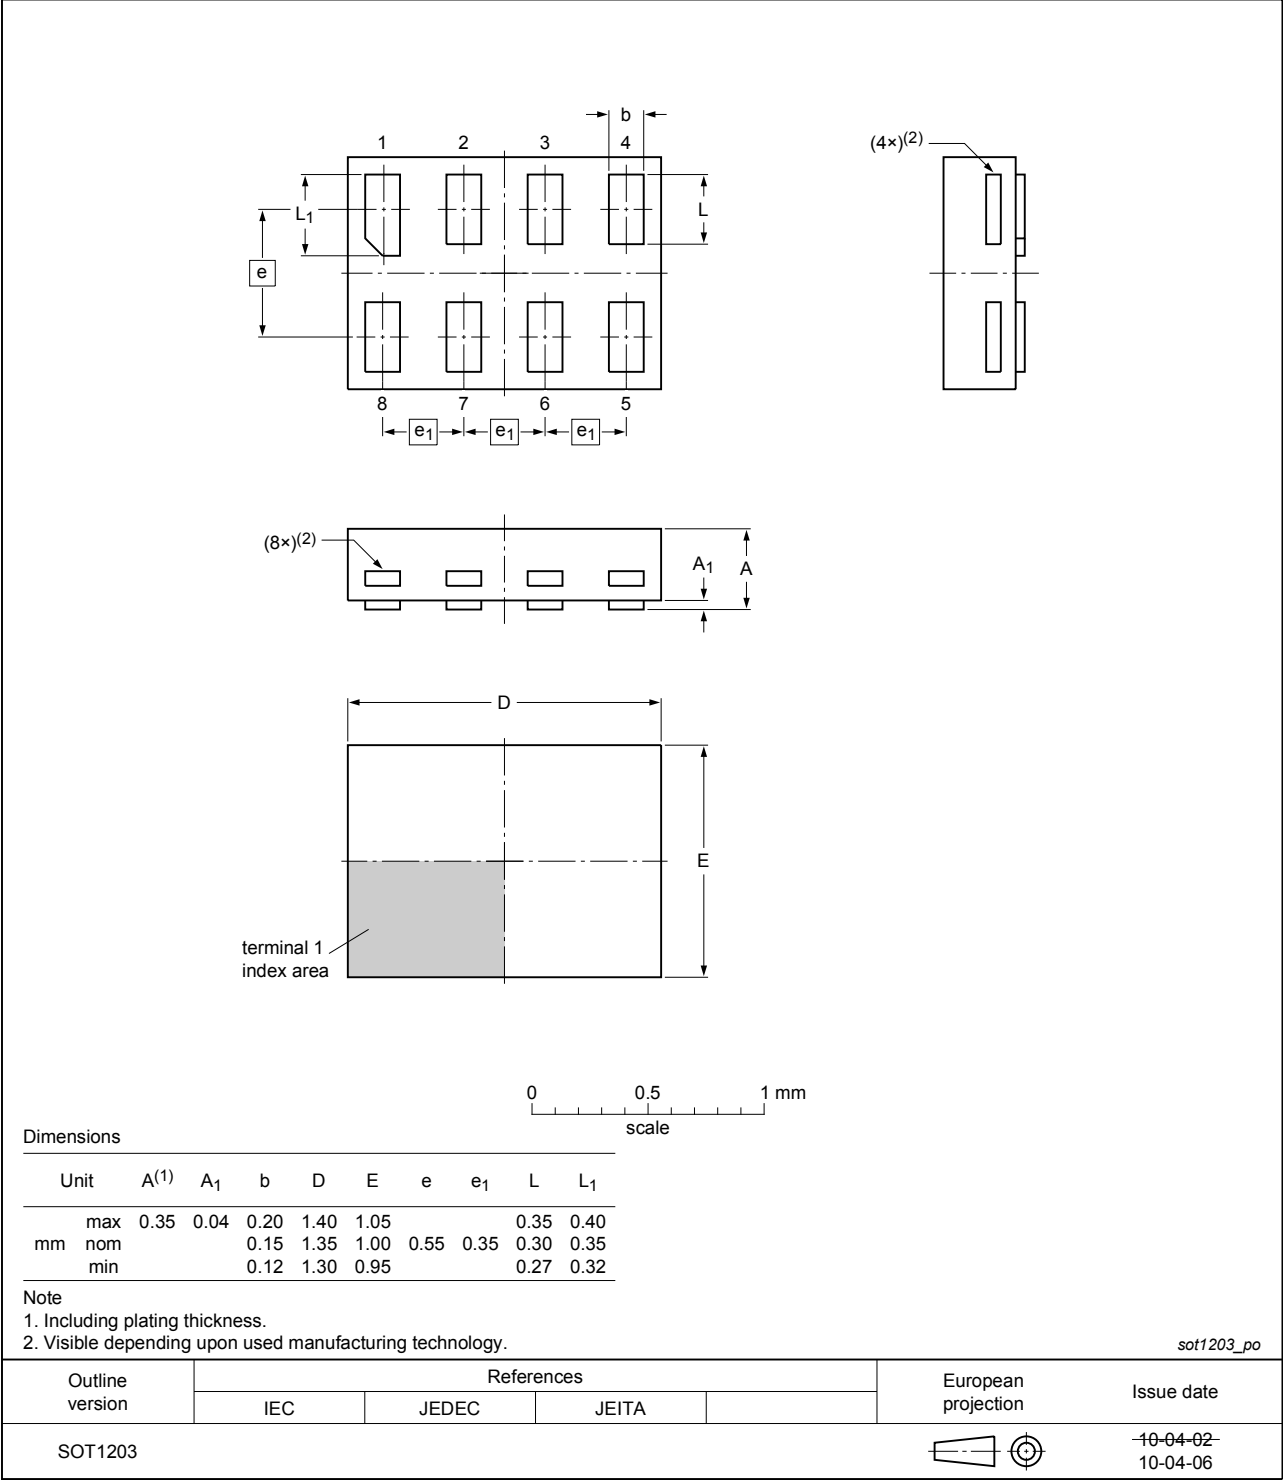 b
1 2 3 4
(4×)(2)
L1
L
e
8 7 6 5
e1 e1 e1
(8×)(2)
A1 A
D
E
terminal 1
index area
0 0.5 1 mm
scale
Dimensions
Unit A(1) A1 b D E e e1 L L1
max 0.35 0.04 0.20 1.40 1.05 0.35 0.40
mm nom 0.15 1.35 1.00 0.55 0.35 0.30 0.35
min 0.12 1.30 0.95 0.27 0.32
Note
1. Including plating thickness.
2. Visible depending upon used manufacturing technology.
sot1203_po
Outline
version
References
IEC JEDEC JEITA
European
projection
Issue date
SOT1203
10-04-02
10-04-06